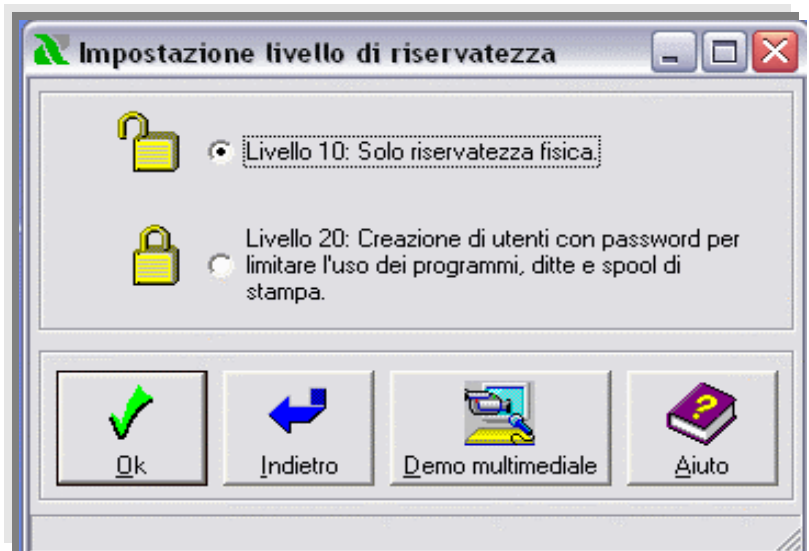 Impostazione livello di riservatezza
Livello 10: Solo riservatezza fisica.
Livello 20: Creazione di utenti con password per
limitare l'uso dei programmi, ditte e spool di
stampa.
Ok
Indietro
Demo multimediale
Aiuto